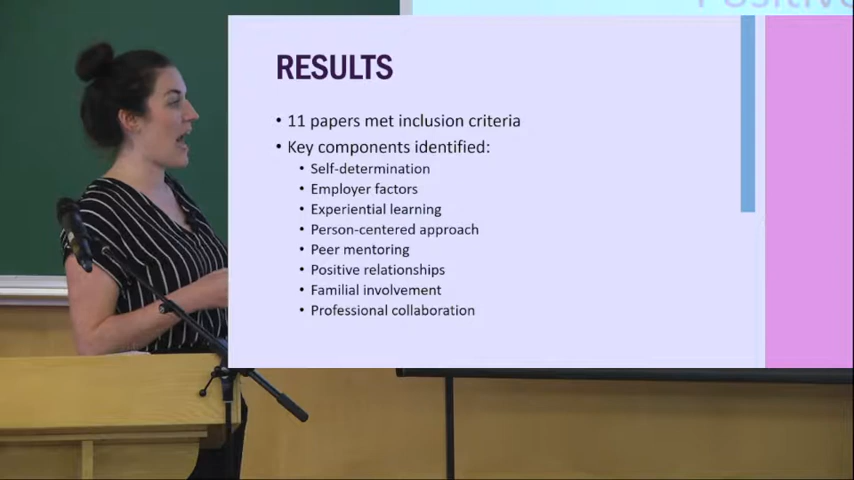 Positive
RESULTS
• 11 papers met inclusion criteria
• Key components identified:
• Self-determination
• Employer factors
• Experiential learning
• Person-centered approach
• Peer mentoring
• Positive relationships
• Familial involvement
• Professional collaboration